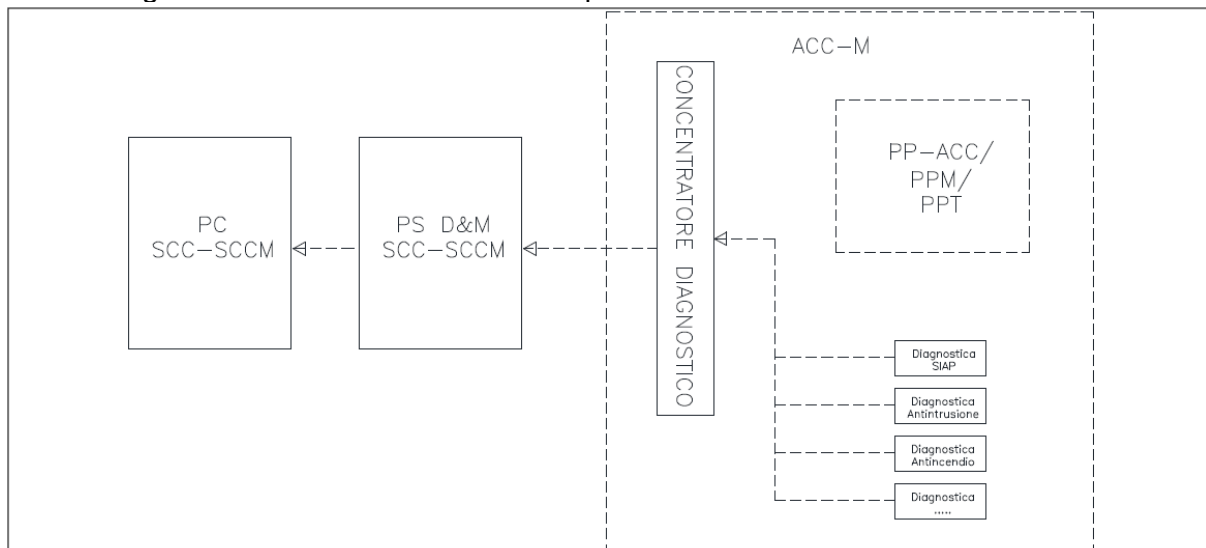 ACC-M
CONCENTRATORE DIAGNOSTICO
PP-ACC/
PPM/
PPT
PC
SCC-SCCM
PS D&M
SCC-SCCM
Diagnostica
SIAP
Diagnostica
Antintrusione
Diagnostica
Antincendio
Diagnostica
.....